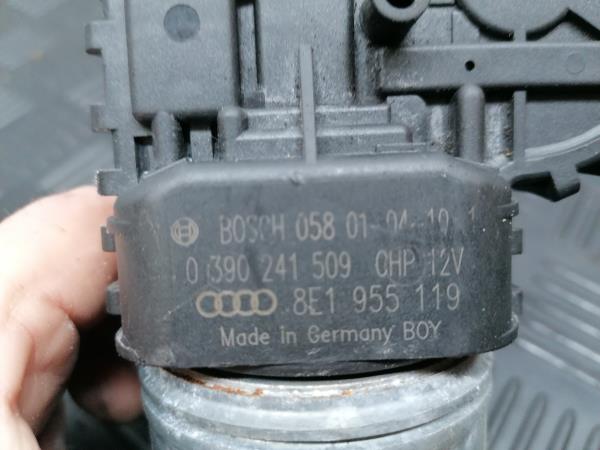 BOSCH 058 01-04-10 1
0 390 241 509 CHP 12V
8E1 955 119
Made in Germany BOY